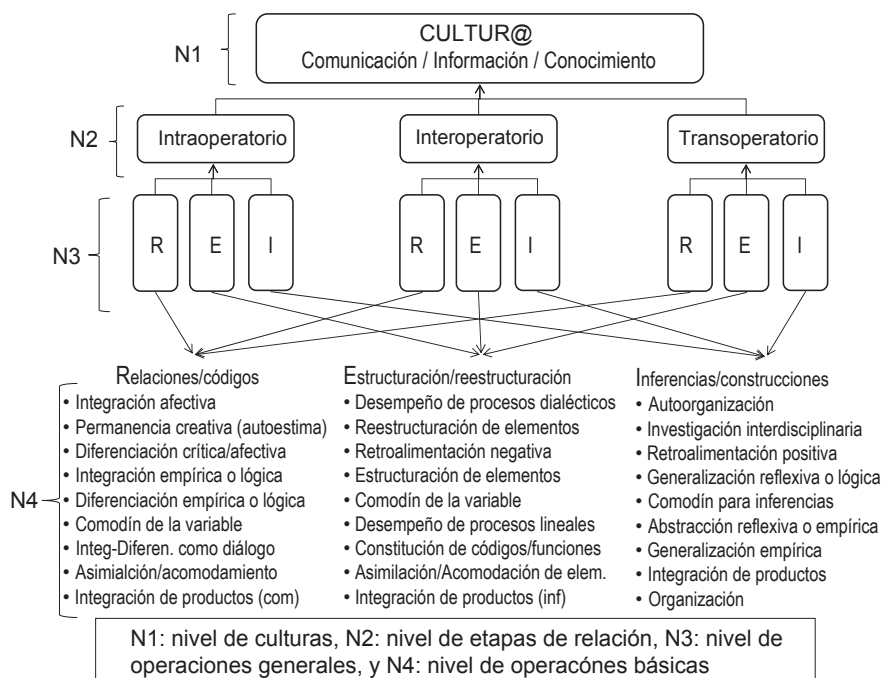 CULTUR@
Comunicación / Información / Conocimiento
N1
N2
Intraoperatorio
Interoperatorio
Transoperatorio
N3
R
E
I
R
E
I
R
E
I
Relaciones/códigos
• Integración afectiva
• Permanencia creativa (autoestima)
• Diferenciación crítica/afectiva
• Integración empírica o lógica
• Diferenciación empírica o lógica
• Comodín de la variable
• Integ-Diferen. como diálogo
• Asimialción/acomodamiento
• Integración de productos (com)
Estructuración/reestructuración
• Desempeño de procesos dialécticos
• Reestructuración de elementos
• Retroalimentación negativa
• Estructuración de elementos
• Comodín de la variable
• Desempeño de procesos lineales
• Constitución de códigos/funciones
• Asimilación/Acomodación de elem.
• Integración de productos (inf)
Inferencias/construcciones
• Autoorganización
• Investigación interdisciplinaria
• Retroalimentación positiva
• Generalización reflexiva o lógica
• Comodín para inferencias
• Abstracción reflexiva o empírica
• Generalización empírica
• Integración de productos
• Organización
N4
N1: nivel de culturas, N2: nivel de etapas de relación, N3: nivel de
operaciones generales, y N4: nivel de operacónes básicas